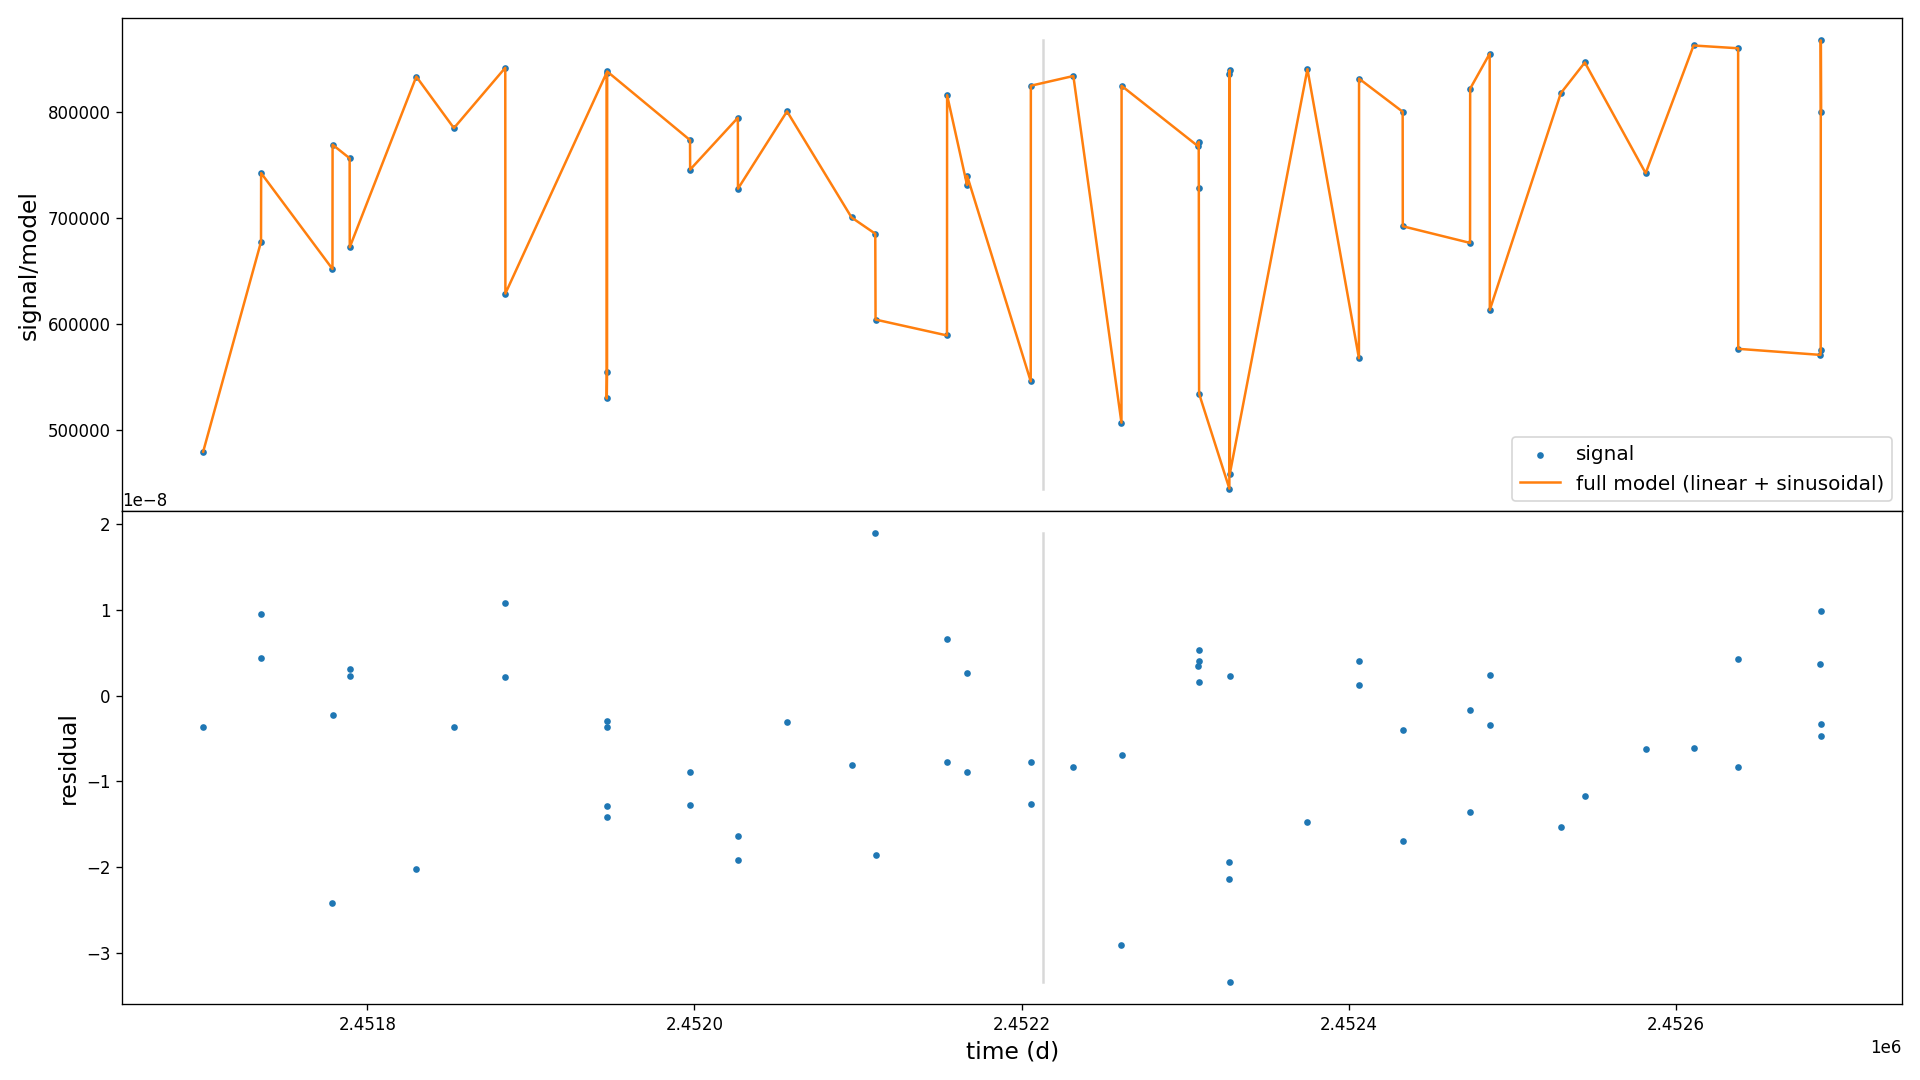 signal/model
800000
700000
600000
500000
signal
full model (linear + sinusoidal)
1e−8
residual
2
1
0
−1
−2
−3
2.4518
2.4520
2.4522
2.4524
2.4526
time (d)
1e6